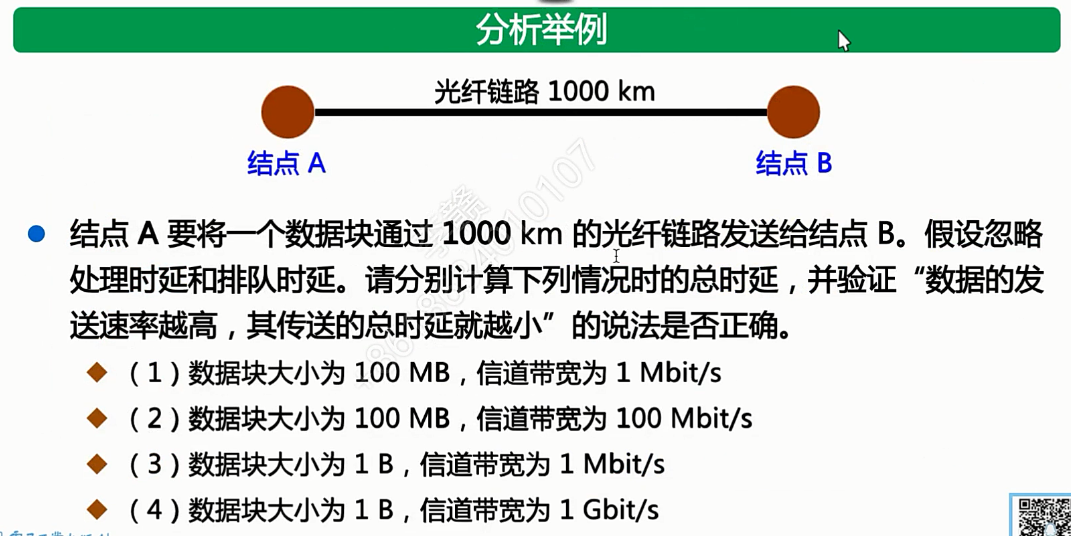 分析举例
光纤链路 1000 km
结点 A
结点 B
结点 A 要将一个数据块通过 1000 km 的光纤链路发送给结点 B。假设忽略
处理时延和排队时延。请分别计算下列情况时的总时延，并验证“数据的发
送速率越高，其传送的总时延就越小”的说法是否正确。
（1）数据块大小为 100 MB，信道带宽为 1 Mbit/s
（2）数据块大小为 100 MB，信道带宽为 100 Mbit/s
（3）数据块大小为 1 B，信道带宽为 1 Mbit/s
（4）数据块大小为 1 B，信道带宽为 1 Gbit/s